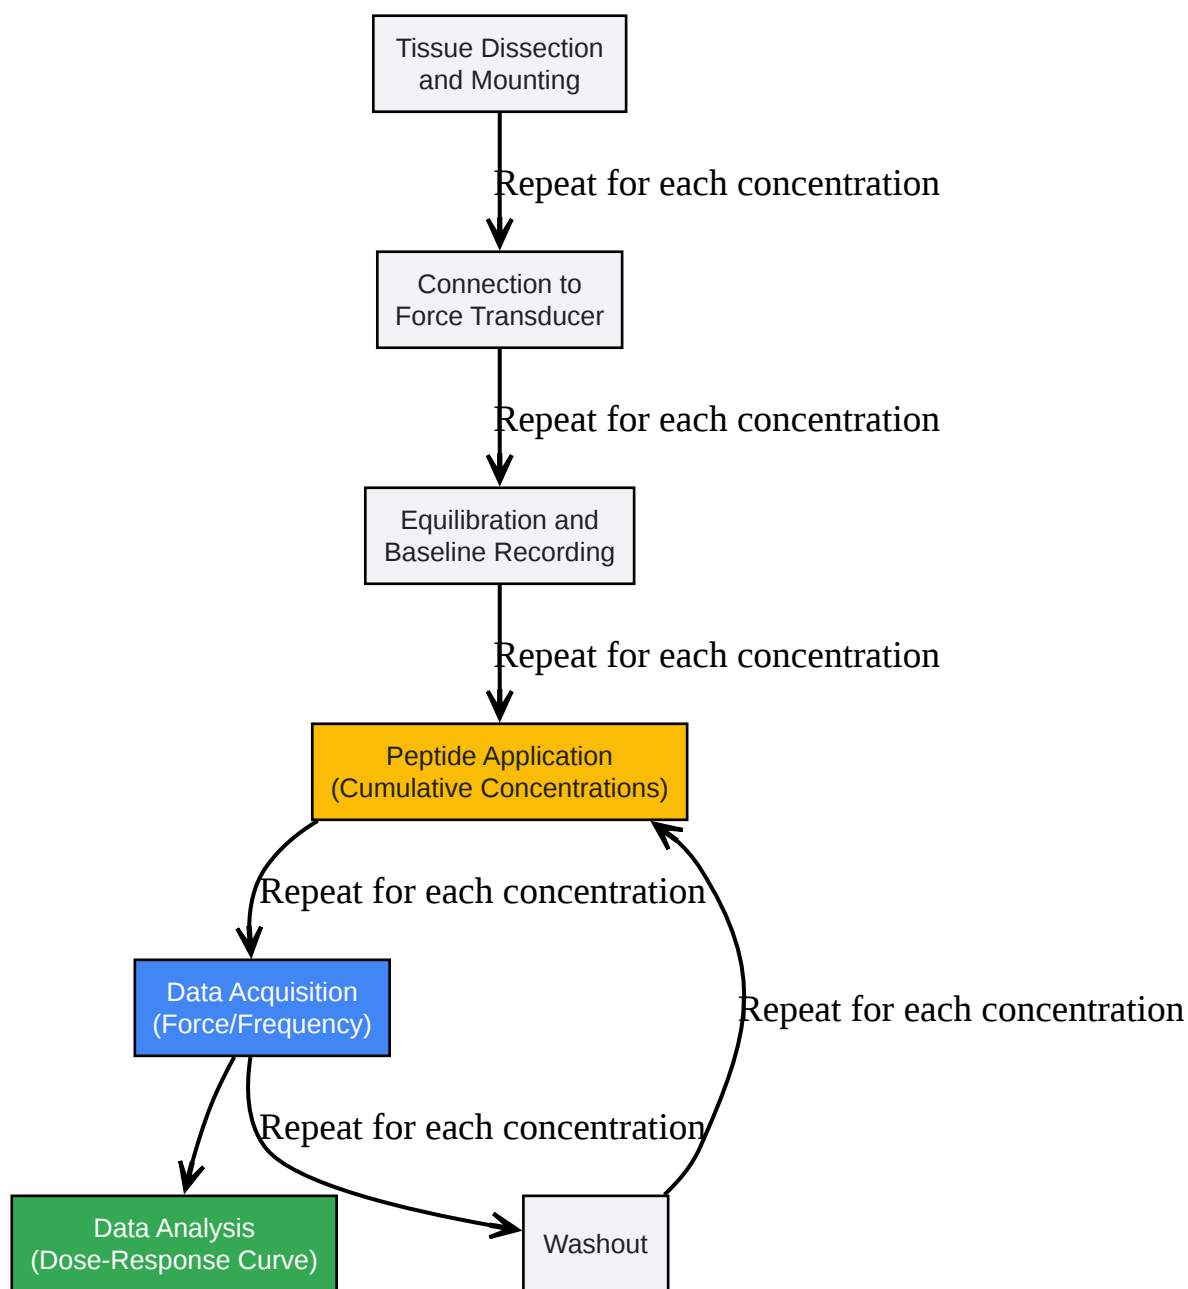 Tissue Dissection
and Mounting
Repeat for each concentration
Connection to
Force Transducer
Repeat for each concentration
Equilibration and
Baseline Recording
Repeat for each concentration
Peptide Application
(Cumulative Concentrations)
Repeat for each concentration
Data Acquisition
(Force/Frequency)
Repeat for each concentration
Repeat for each concentration
Data Analysis
(Dose-Response Curve)
Washout